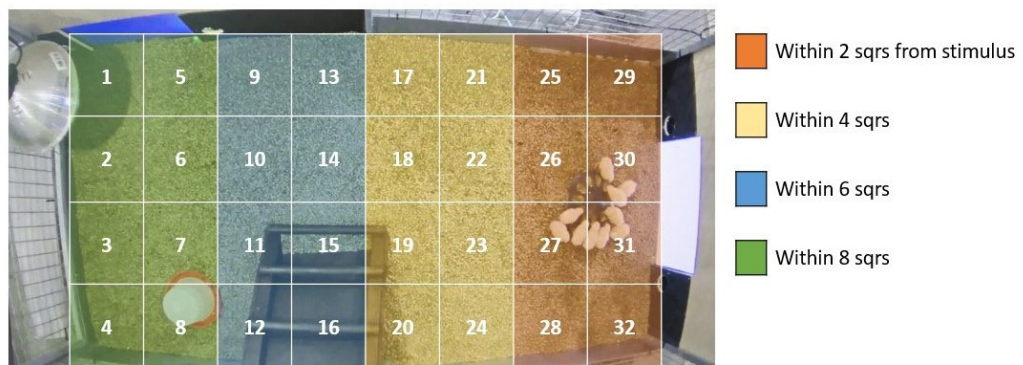 1 5 9 13 17 21 25 29
2 6 10 14 18 22 26 30
3 7 11 15 19 23 27 31
4 8 12 16 20 24 28 32
Within 2 sqrs from stimulus
Within 4 sqrs
Within 6 sqrs
Within 8 sqrs